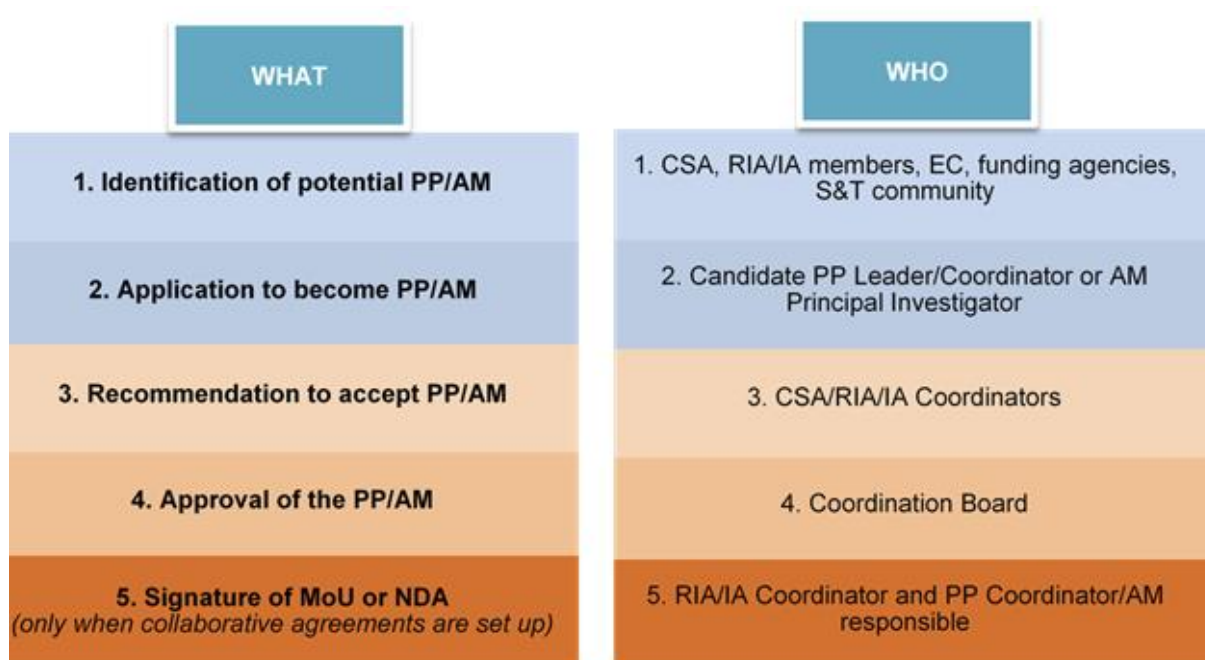 WHAT
1. Identification of potential PP/AM
2. Application to become PP/AM
3. Recommendation to accept PP/AM
4. Approval of the PP/AM
5. Signature of MoU or NDA
(only when collaborative agreements are set up)
WHO
1. CSA, RIA/IA members, EC, funding agencies,
S&T community
2. Candidate PP Leader/Coordinator or AM
Principal Investigator
3. CSA/RIA/IA Coordinators
4. Coordination Board
5. RIA/IA Coordinator and PP Coordinator/AM
responsible